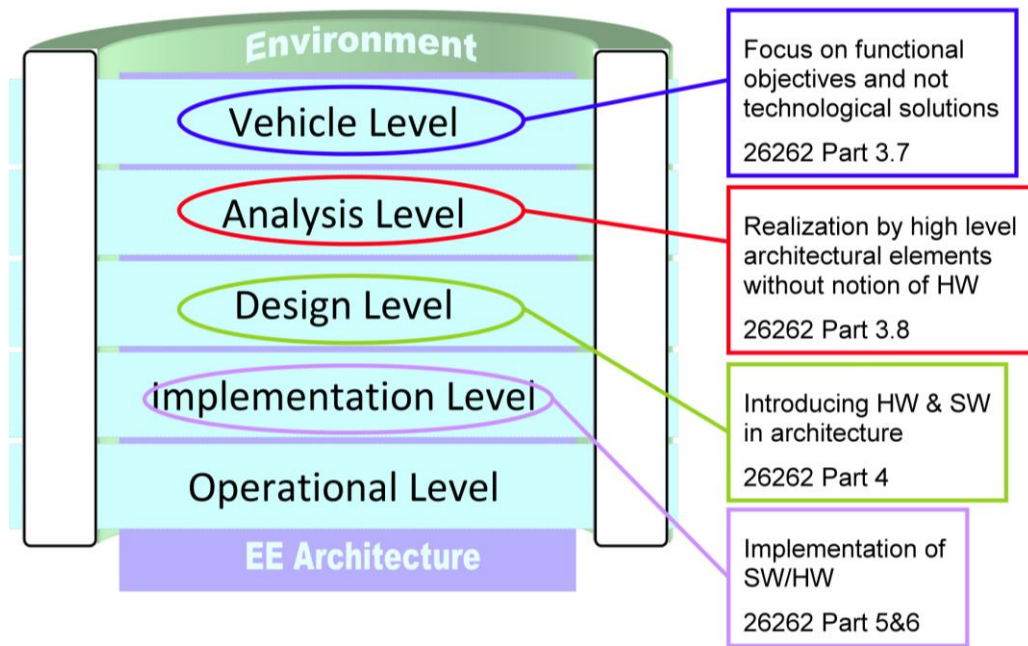 Environment
Vehicle Level
Analysis Level
Design Level
Implementation Level
Operational Level
EE Architecture
Focus on functional
objectives and not
technological solutions
26262 Part 3.7
Realization by high level
architectural elements
without notion of HW
26262 Part 3.8
Introducing HW & SW
in architecture
26262 Part 4
Implementation of
SW/HW
26262 Part 5&6